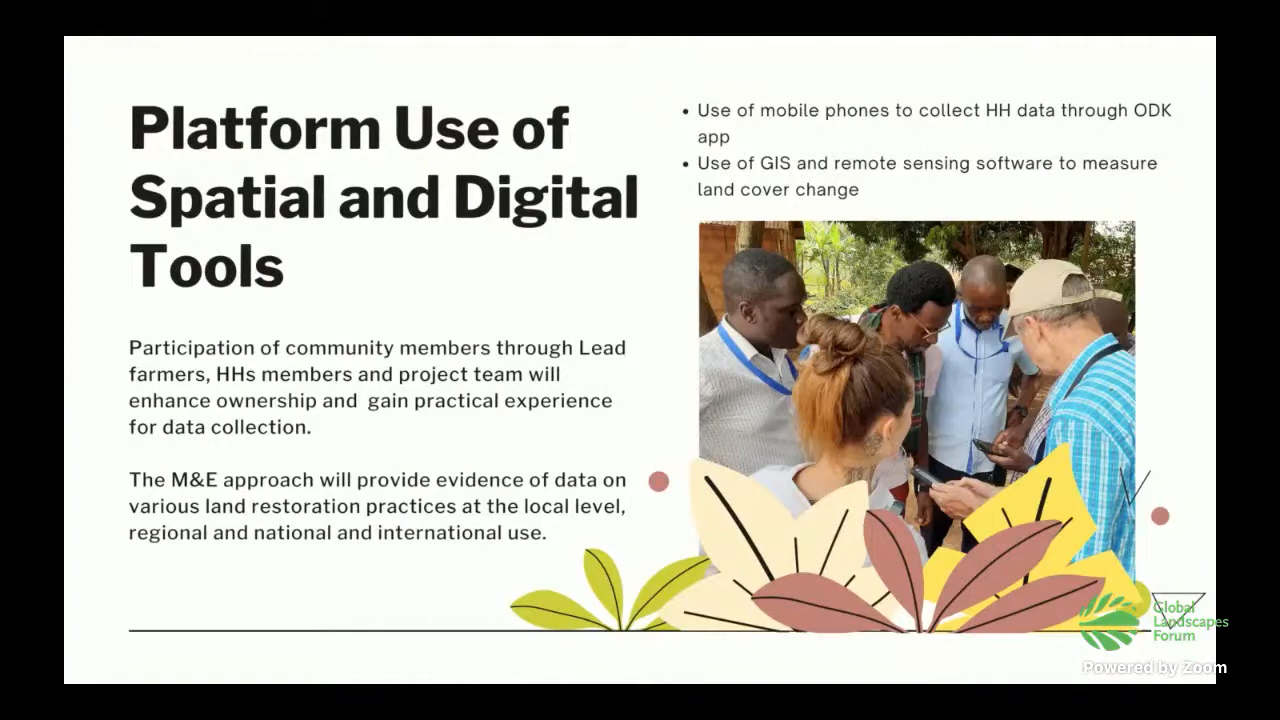 Platform Use of
Spatial and Digital
Tools
Participation of community members through Lead
farmers, HHs members and project team will
enhance ownership and gain practical experience
for data collection.
The M&E approach will provide evidence of data on
various land restoration practices at the local level,
regional and national and international use.
• Use of mobile phones to collect HH data through ODK
app
• Use of GIS and remote sensing software to measure
land cover change
Global
Landscapes
Forum
Powered by Zoom